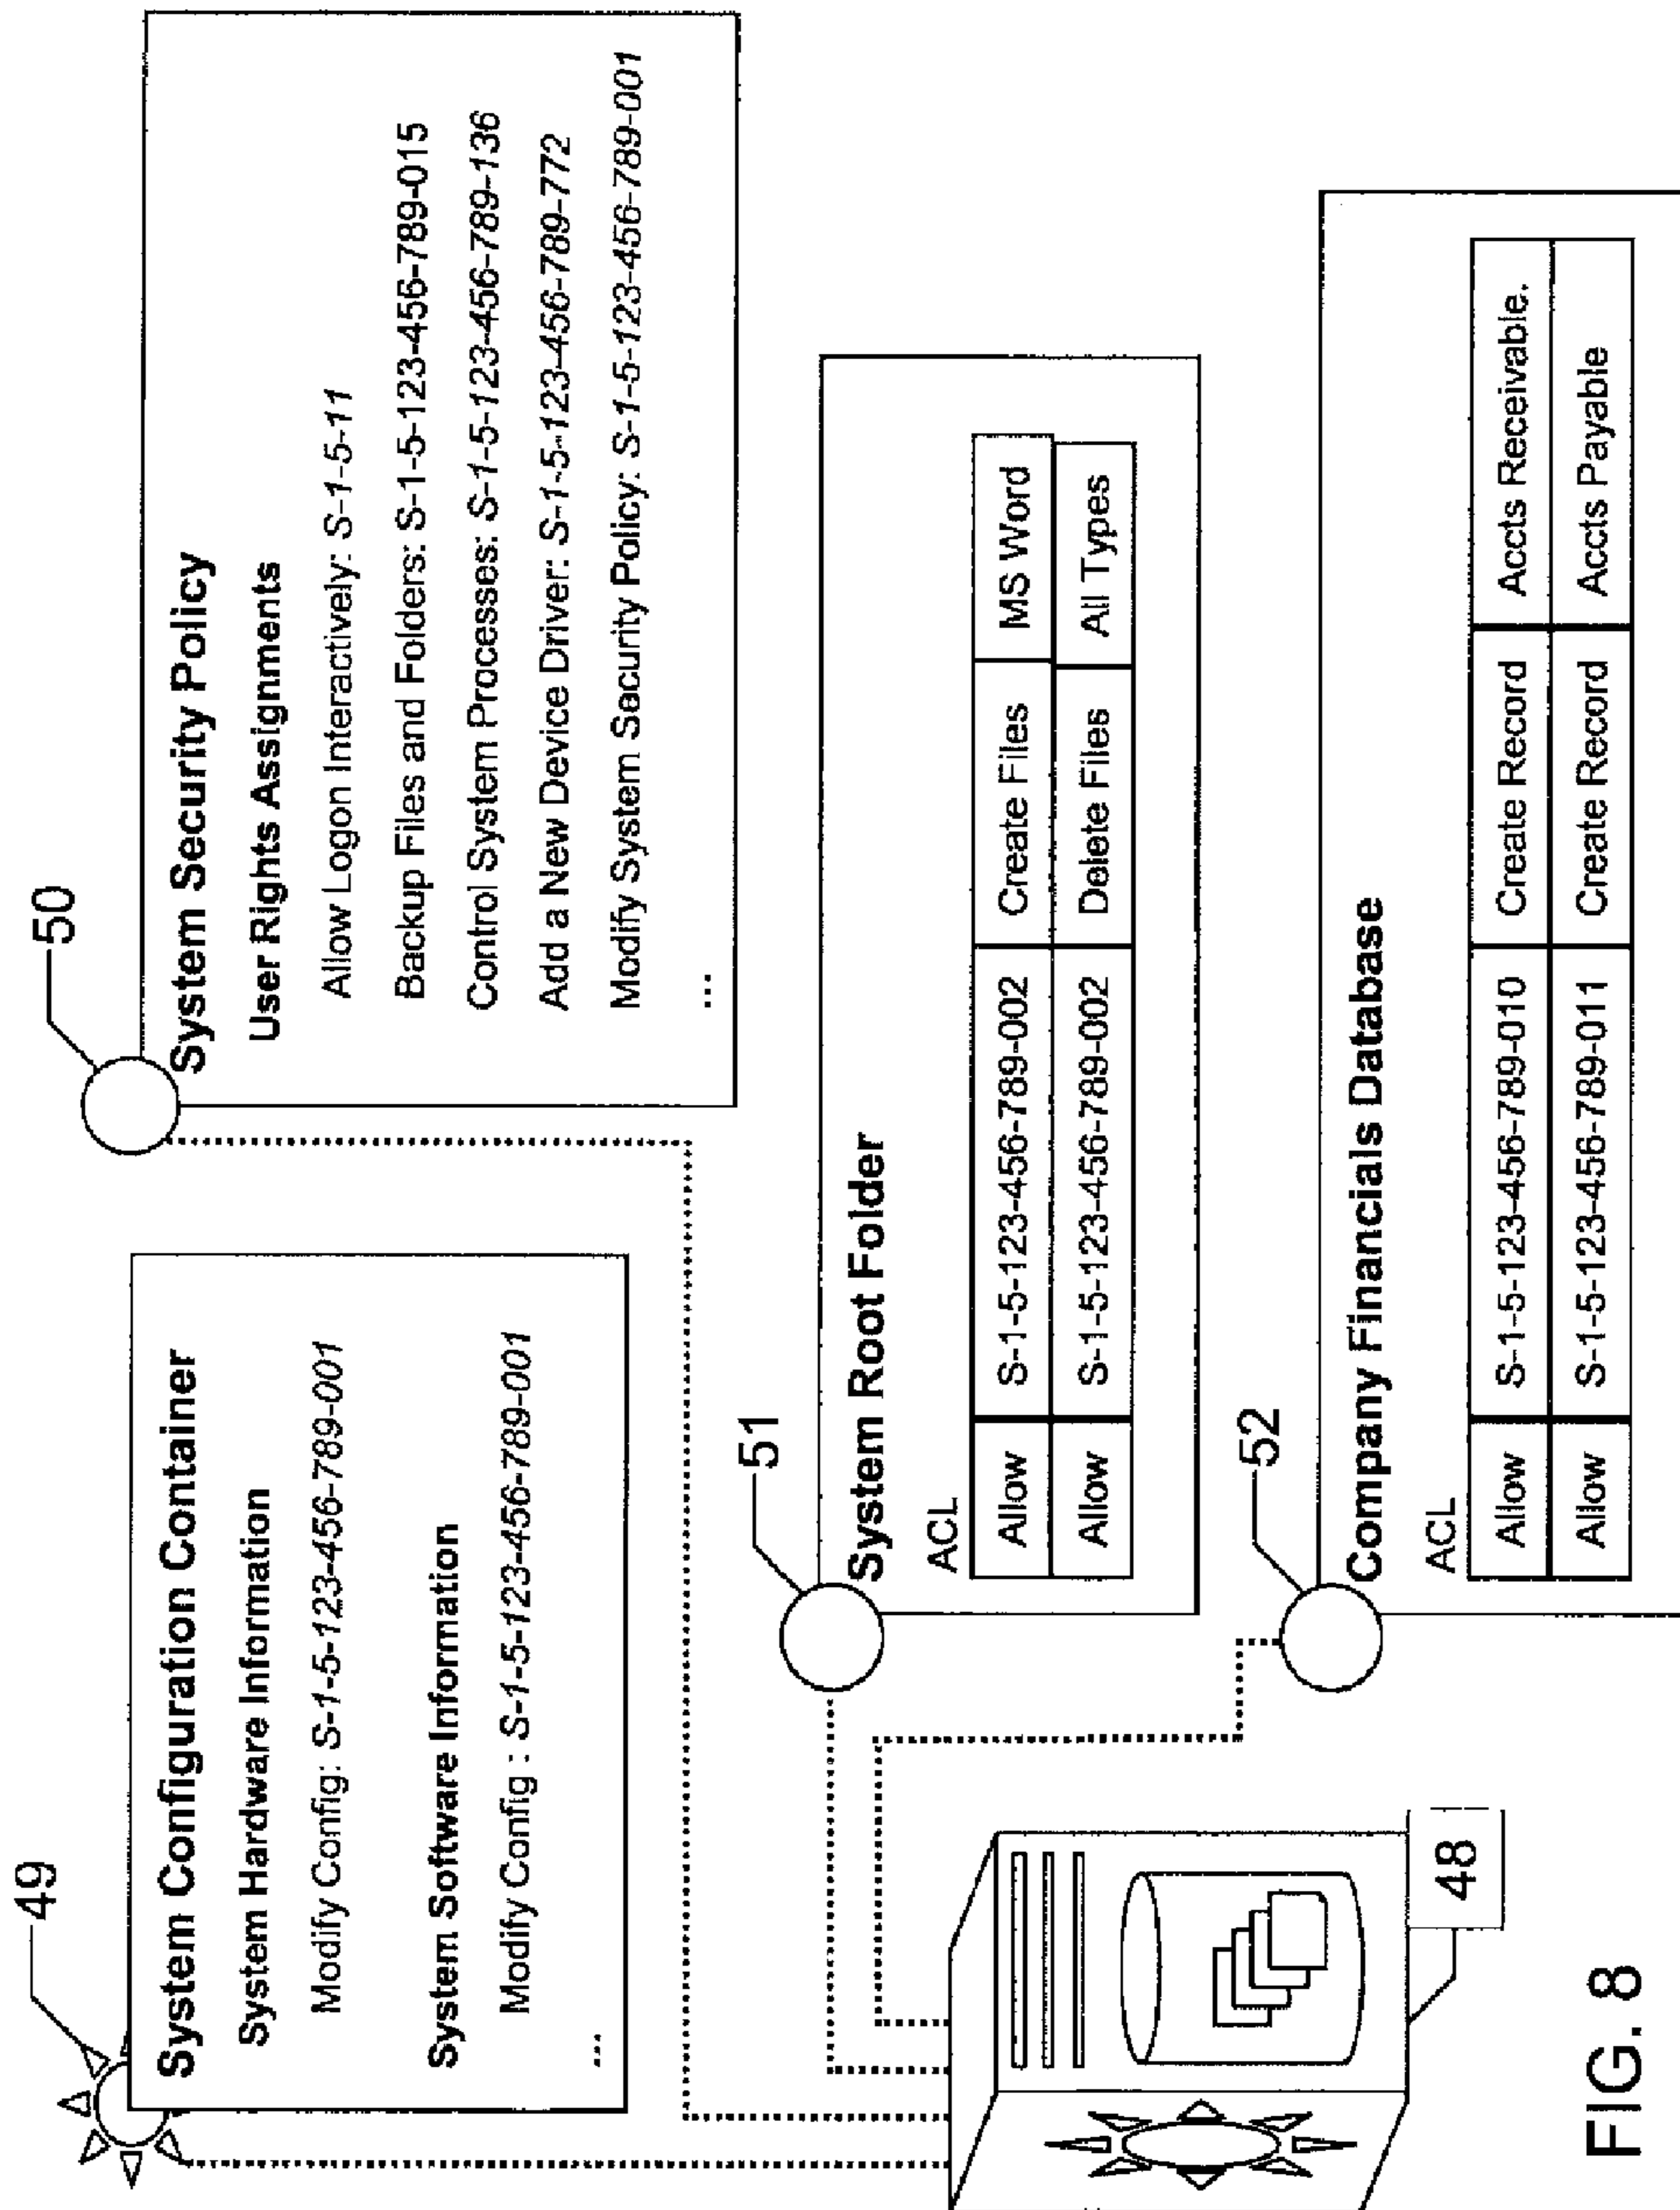 49
System Configuration Container
System Hardware Information
Modify Config: S-1-5-123-456-789-001
System Software Information
Modify Config : S-1-5-123-456-789-001
...
50
System Security Policy
User Rights Assignments
Allow Logon Interactively: S-1-5-11
Backup Files and Folders: S-1-5-123-456-789-015
Control System Processes: S-1-5-123-456-789-136
Add a New Device Driver: S-1-5-123-456-789-772
Modify System Security Policy: S-1-5-123-456-789-001
...
51
System Root Folder
ACL
Allow S-1-5-123-456-789-002 Create Files MS Word
Allow S-1-5-123-456-789-002 Delete Files All Types
52
Company Financials Database
ACL
Allow S-1-5-123-456-789-010 Create Record Accts Receivable.
Allow S-1-5-123-456-789-011 Create Record Accts Payable
48
FIG. 8